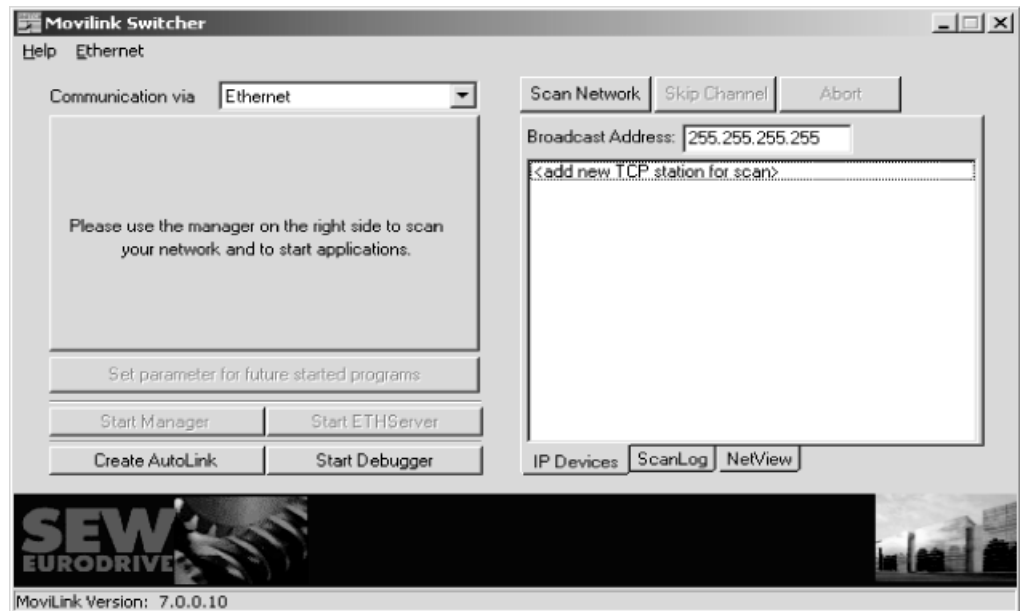 Movilink Switcher
Help Ethernet
Communication via Ethernet
Please use the manager on the right side to scan
your network and to start applications.
Set parameter for future started programs
Start Manager Start ETHServer
Create AutoLink Start Debugger
Scan Network Skip Channel Abort
Broadcast Address: 255.255.255.255
<add new TCP station for scan>
IP Devices ScanLog NetView
SEW
EURODRIVE
MoviLink Version: 7.0.0.10